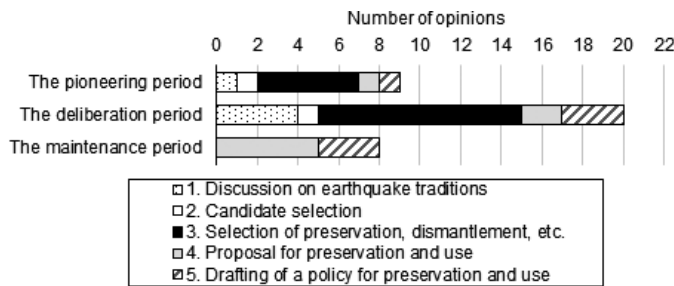 Number of opinions
0 2 4 6 8 10 12 14 16 18 20 22
The pioneering period
The deliberation period
The maintenance period
1. Discussion on earthquake traditions
2. Candidate selection
3. Selection of preservation, dismantlement, etc.
4. Proposal for preservation and use
5. Drafting of a policy for preservation and use